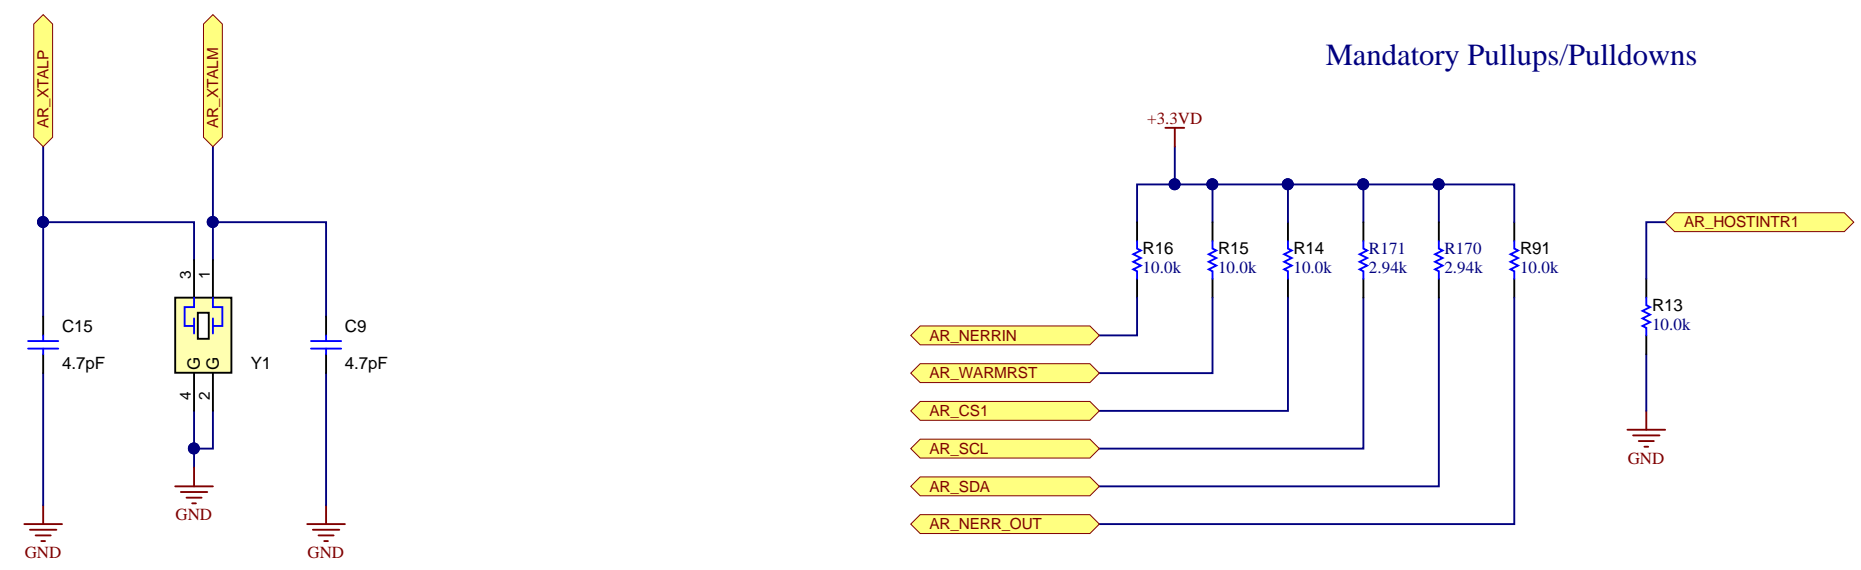 AR_XTALP
AR_XTALM
Mandatory Pullups/Pulldowns
+3.3VD
AR_HOSTINTR1
R16
10.0k
R15
10.0k
R14
10.0k
R171
2.94k
R170
2.94k
R91
10.0k
3
1
R13
10.0k
C15
4.7pF
G
G
Y1
C9
4.7pF
4
2
AR_NERRIN
AR_WARMRST
AR_CS1
AR_SCL
AR_SDA
AR_NERR_OUT
GND
GND
GND
GND